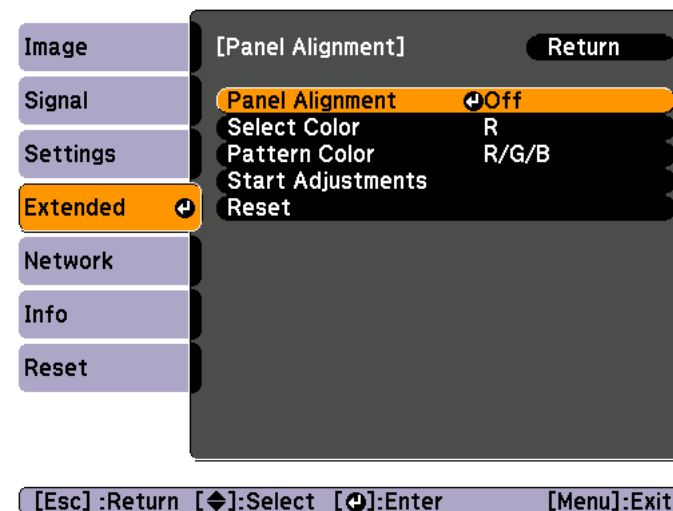 Image
Signal
Settings
Extended
Network
Info
Reset
[Panel Alignment] Return
Panel Alignment Off
Select Color R
Pattern Color R/G/B
Start Adjustments
Reset
[Esc] :Return [◆]:Select [↵]:Enter [Menu]:Exit